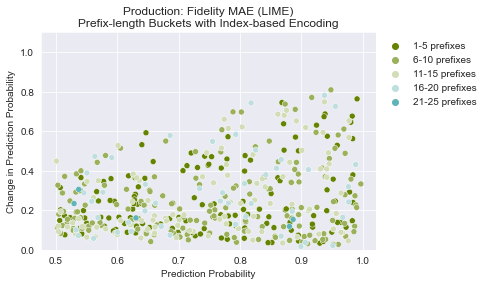 Production: Fidelity MAE (LIME)
Prefix-length Buckets with Index-based Encoding
1.0
0.8
0.6
0.4
0.2
0.0
Change in Prediction Probability
0.5 0.6 0.7 0.8 0.9 1.0
Prediction Probability
1-5 prefixes
6-10 prefixes
11-15 prefixes
16-20 prefixes
21-25 prefixes